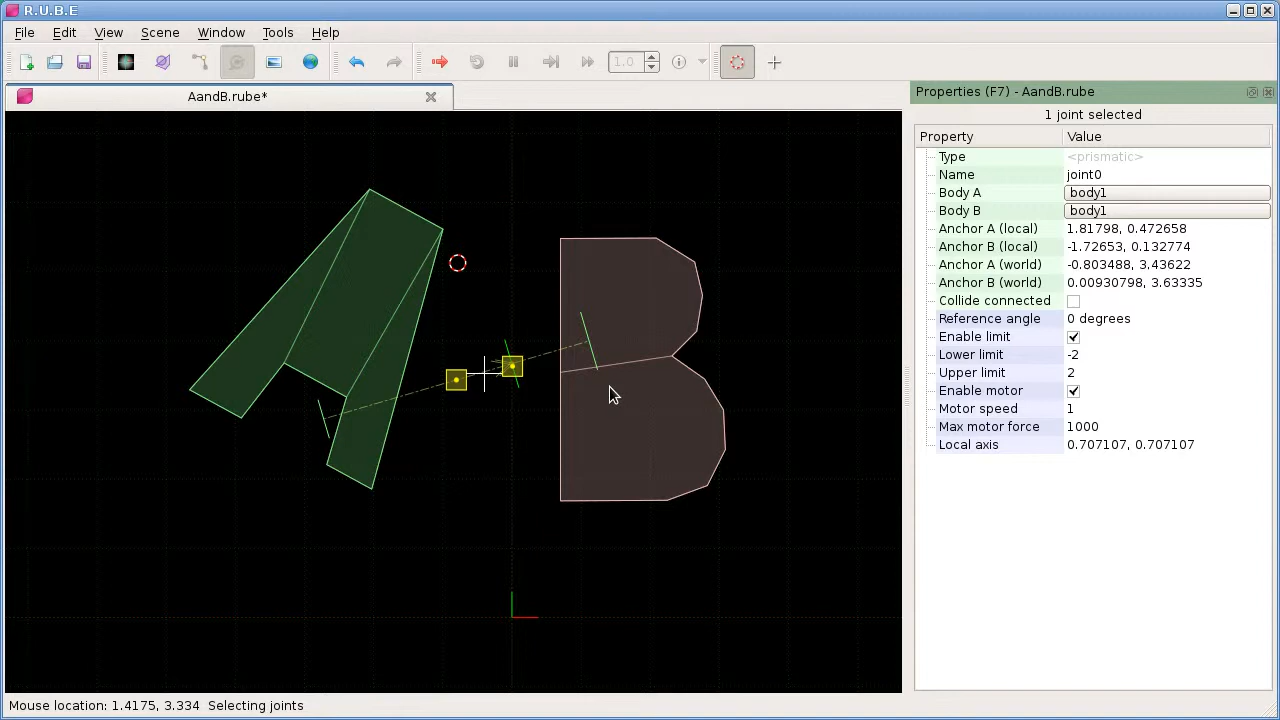 R.U.B.E
File Edit View Scene Window Tools Help
1.0
AandB.rube*
Properties (F7) - AandB.rube
1 joint selected
Property Value
Type <prismatic>
Name joint0
Body A body1
Body B body1
Anchor A (local) 1.81798, 0.472658
Anchor B (local) -1.72653, 0.132774
Anchor A (world) -0.803488, 3.43622
Anchor B (world) 0.00930798, 3.63335
Collide connected
Reference angle 0 degrees
Enable limit
Lower limit -2
Upper limit 2
Enable motor
Motor speed 1
Max motor force 1000
Local axis 0.707107, 0.707107
Mouse location: 1.4175, 3.334 Selecting joints